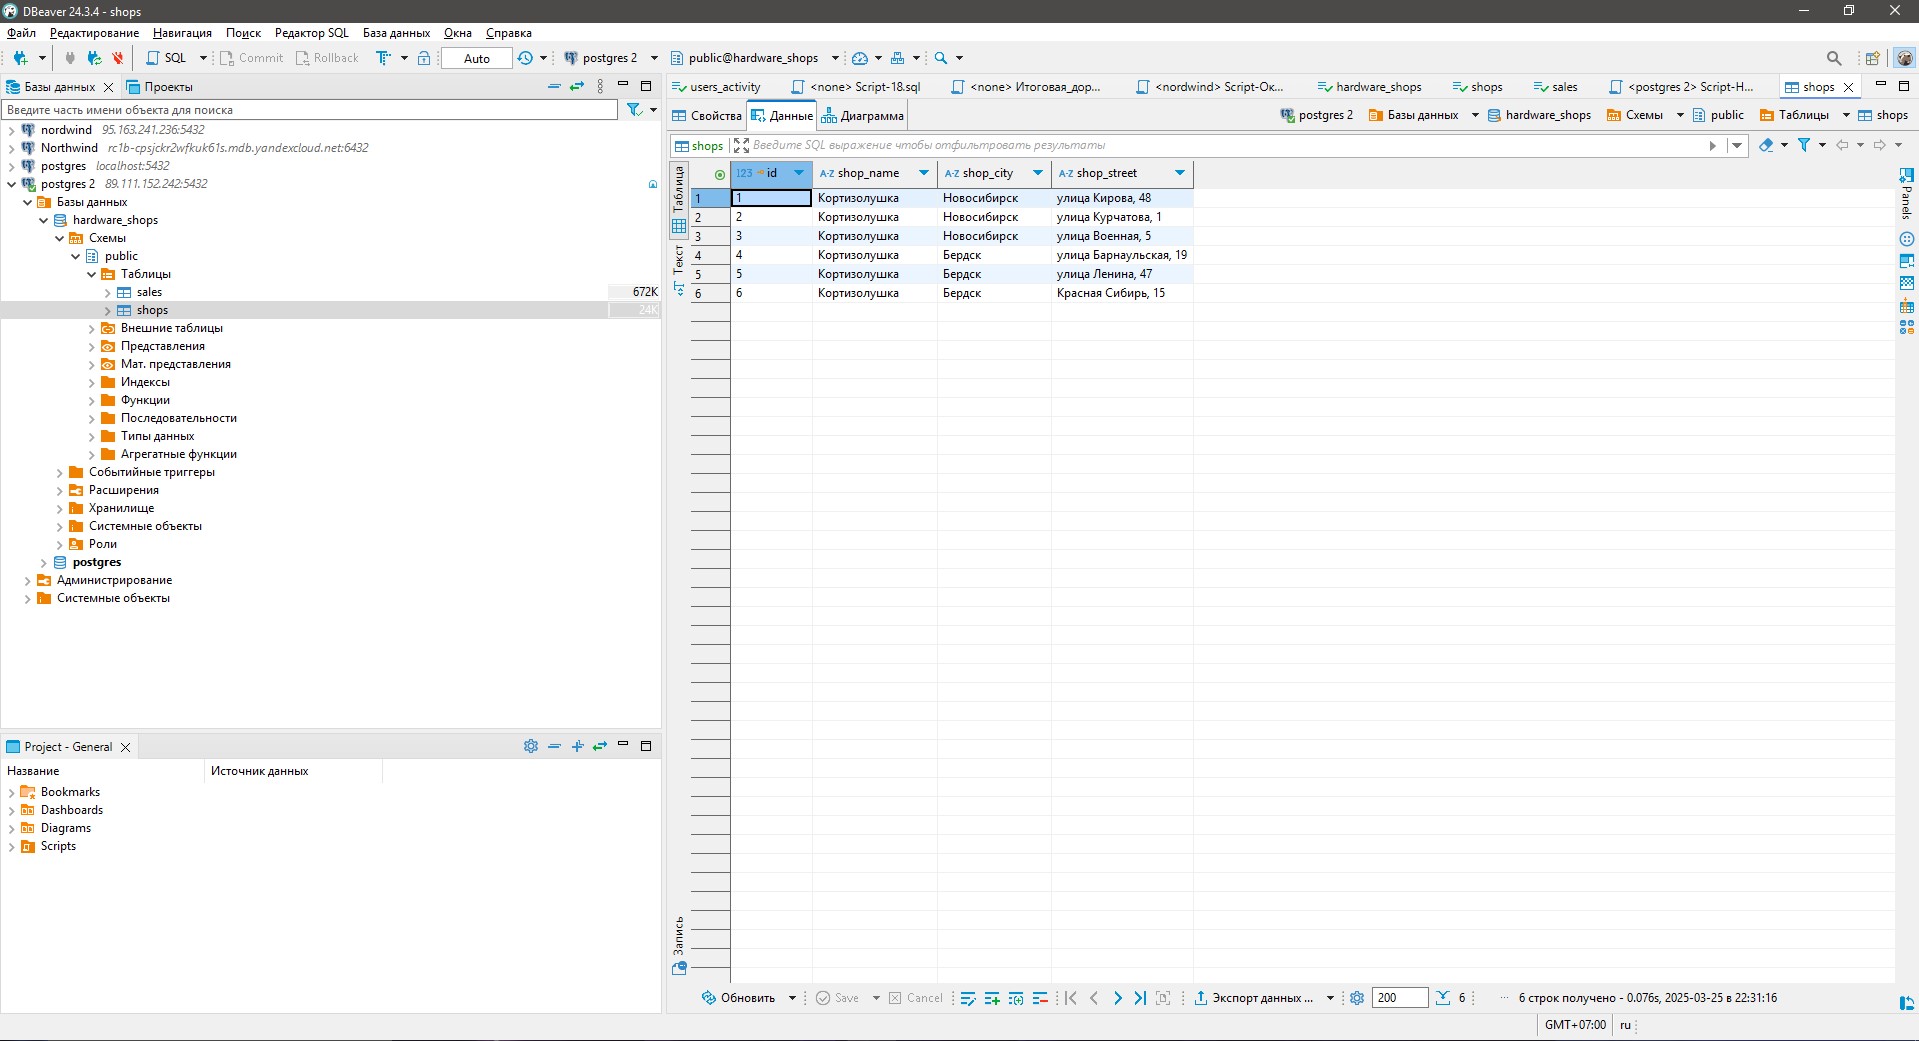 DBeaver 24.3.4 - shops
Файл Редактирование Навигация Поиск Редактор SQL База данных Окна Справка
SQL Commit Rollback Auto postgres 2 public@hardware_shops
Базы данных Проекты
Введите часть имени объекта для поиска
nordwind 95.163.241.236:5432
Northwind rc1b-cpsjckr2wfkuk61s.mdb.yandexcloud.net:6432
postgres localhost:5432
postgres 2 89.111.152.242:5432
Базы данных
hardware_shops
Схемы
public
Таблицы
sales 672K
shops 24K
Внешние таблицы
Представления
Мат. представления
Индексы
Функции
Последовательности
Типы данных
Агрегатные функции
Событийные триггеры
Расширения
Хранилище
Системные объекты
Роли
postgres
Администрирование
Системные объекты
Project - General
Название Источник данных
Bookmarks
Dashboards
Diagrams
Scripts
users_activity <none> Script-18.sql <none> Итоговая_дор... <nordwind> Script-Ок... hardware_shops shops sales <postgres 2> Script-Н... shops
Свойства Данные Диаграмма postgres 2 Базы данных hardware_shops Схемы public Таблицы shops
shops Введите SQL выражение чтобы отфильтровать результаты
Таблица
Текст
Запись
123 id A-Z shop_name A-Z shop_city A-Z shop_street
1 1 Кортизолушка Новосибирск улица Кирова, 48
2 2 Кортизолушка Новосибирск улица Курчатова, 1
3 3 Кортизолушка Новосибирск улица Военная, 5
4 4 Кортизолушка Бердск улица Барнаульская, 19
5 5 Кортизолушка Бердск улица Ленина, 47
6 6 Кортизолушка Бердск Красная Сибирь, 15
Panels
Обновить Save Cancel Экспорт данных ... 200 6 ... 6 строк получено - 0.076s, 2025-03-25 в 22:31:16
GMT+07:00 ru